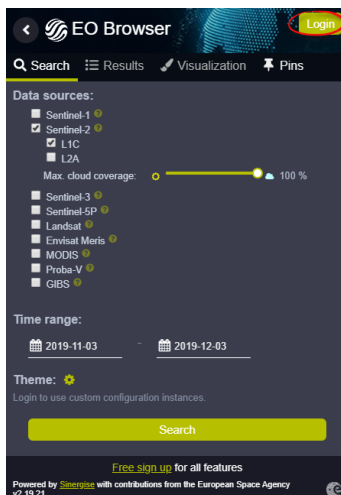 EO Browser
Login
Search Results Visualization Pins
Data sources:
Sentinel-1
Sentinel-2
L1C
L2A
Max. cloud coverage: 100 %
Sentinel-3
Sentinel-5P
Landsat
Envisat Meris
MODIS
Proba-V
GIBS
Time range:
2019-11-03 - 2019-12-03
Theme:
Login to use custom configuration instances.
Search
Free sign up for all features
Powered by Sinergise with contributions from the European Space Agency
v2.19.21